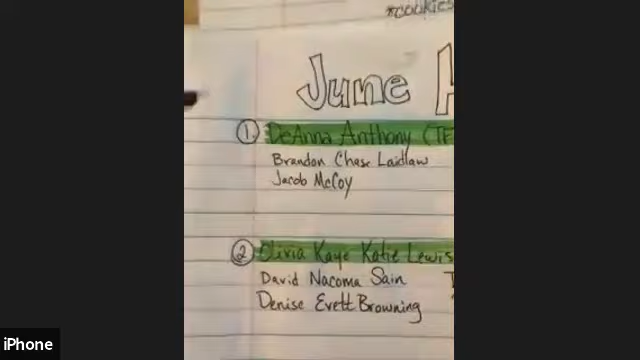 #cookies
June
① DeAnna Anthony (TF
Brandon Chase Laidlaw
Jacob McCoy
② Olivia Kaye Katie Lewis
David Nacoma Sain
Denise Evett Browning
iPhone